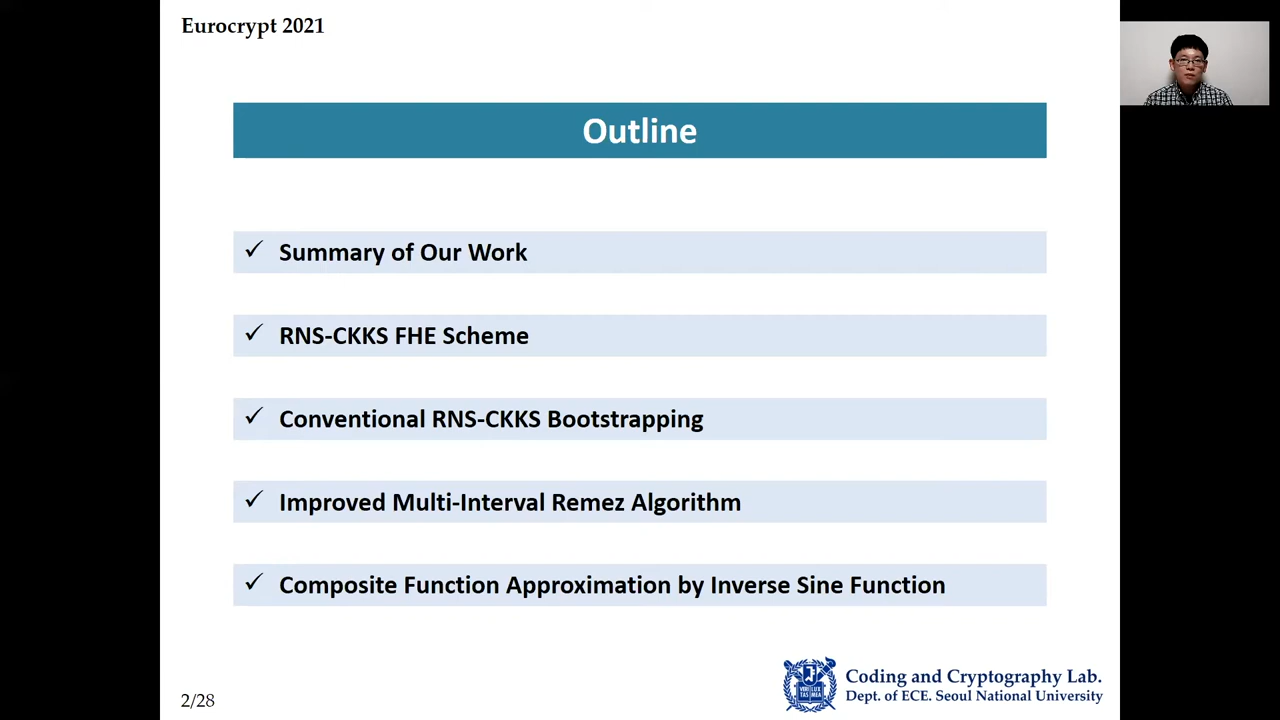 Eurocrypt 2021
Outline
✓ Summary of Our Work
✓ RNS-CKKS FHE Scheme
✓ Conventional RNS-CKKS Bootstrapping
✓ Improved Multi-Interval Remez Algorithm
✓ Composite Function Approximation by Inverse Sine Function
Coding and Cryptography Lab.
Dept. of ECE. Seoul National University
2/28